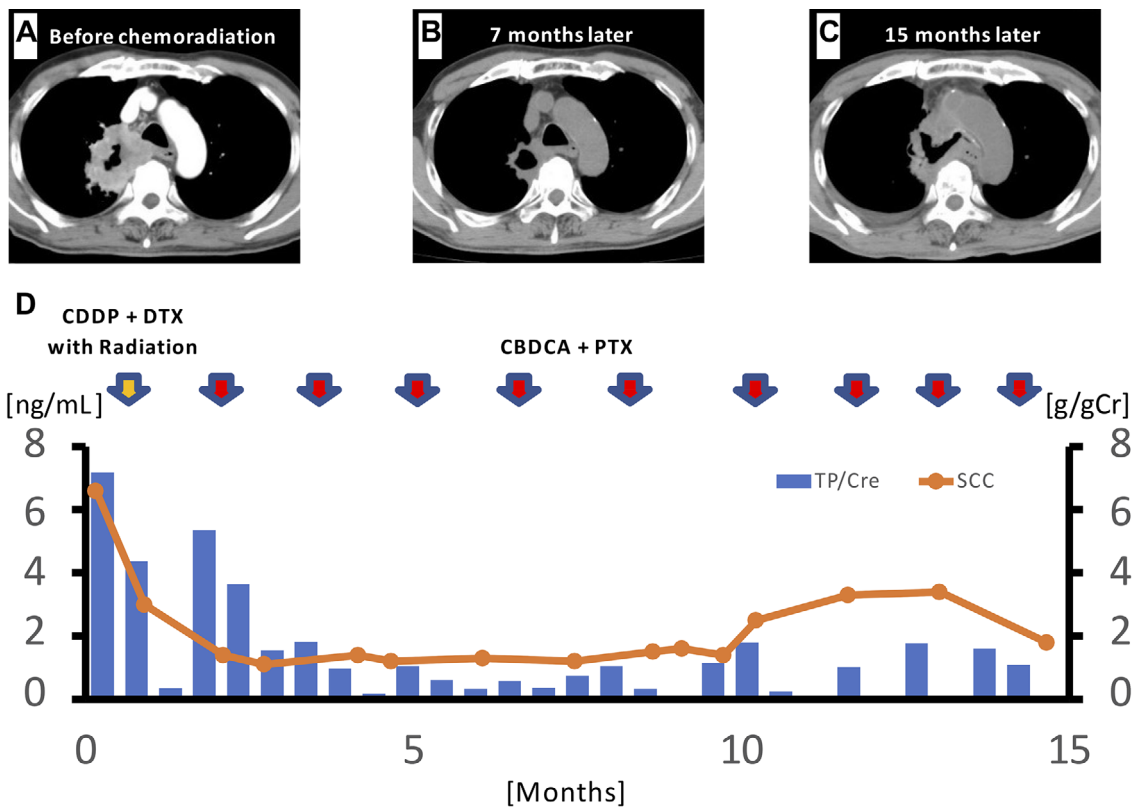 A Before chemoradiation
B 7 months later
C 15 months later
D
CDDP + DTX
with Radiation
CBDCA + PTX
[ng/mL]
[g/gCr]
8
6
4
2
0
TP/Cre
SCC
8
6
4
2
0
0 5 10 15
[Months]